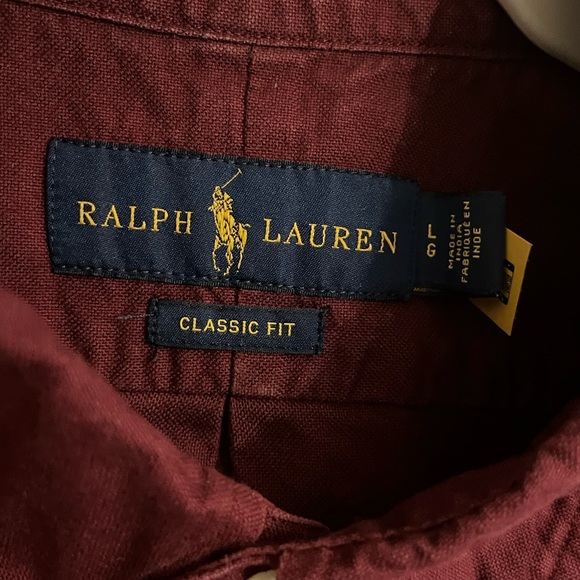 RALPH LAUREN
CLASSIC FIT
L
G
MADE IN
INDIA
FABRIQUÉ EN
INDE